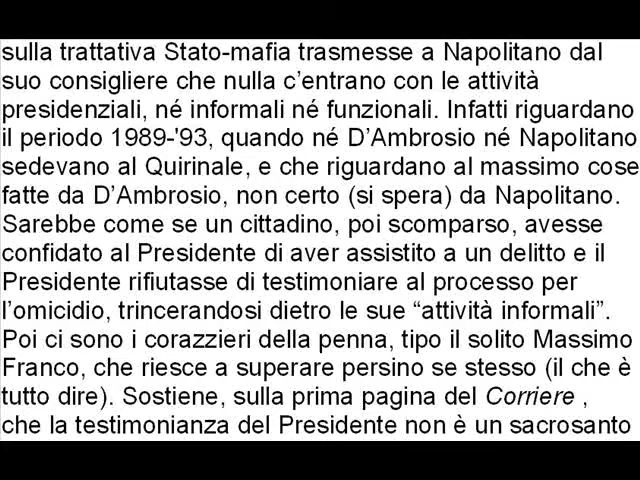 sulla trattativa Stato-mafia trasmesse a Napolitano dal
suo consigliere che nulla c’entrano con le attività
presidenziali, né informali né funzionali. Infatti riguardano
il periodo 1989-'93, quando né D’Ambrosio né Napolitano
sedevano al Quirinale, e che riguardano al massimo cose
fatte da D’Ambrosio, non certo (si spera) da Napolitano.
Sarebbe come se un cittadino, poi scomparso, avesse
confidato al Presidente di aver assistito a un delitto e il
Presidente rifiutasse di testimoniare al processo per
l’omicidio, trincerandosi dietro le sue “attività informali”.
Poi ci sono i corazzieri della penna, tipo il solito Massimo
Franco, che riesce a superare persino se stesso (il che è
tutto dire). Sostiene, sulla prima pagina del Corriere ,
che la testimonianza del Presidente non è un sacrosanto